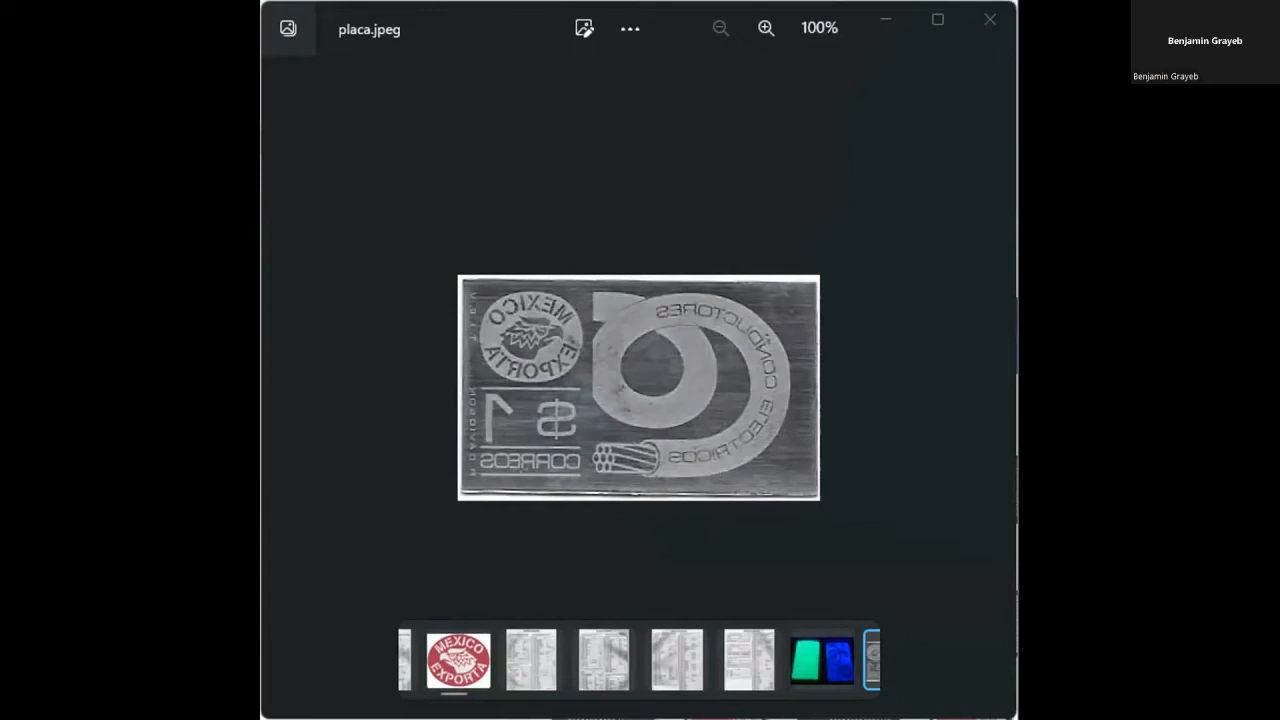 placa.jpeg
100%
Benjamin Grayeb
Benjamin Grayeb
MEXICO
EXPORTA
CONDUCTORES ELECTRICOS
$ 1
CORREOS
MEXICO
EXPORTA